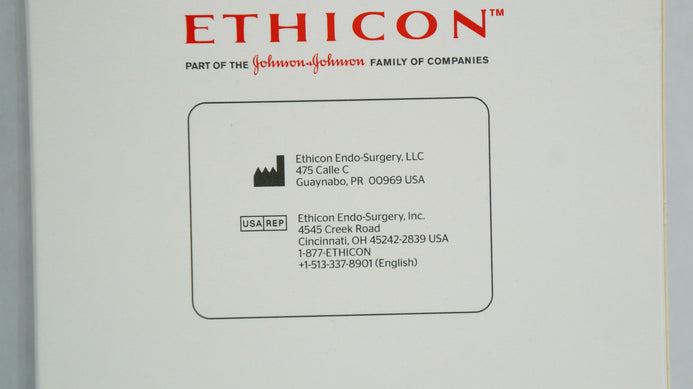 ETHICON™
PART OF THE Johnson&Johnson FAMILY OF COMPANIES
Ethicon Endo-Surgery, LLC
475 Calle C
Guaynabo, PR 00969 USA
USA REP
Ethicon Endo-Surgery, Inc.
4545 Creek Road
Cincinnati, OH 45242-2839 USA
1-877-ETHICON
+1-513-337-8901 (English)